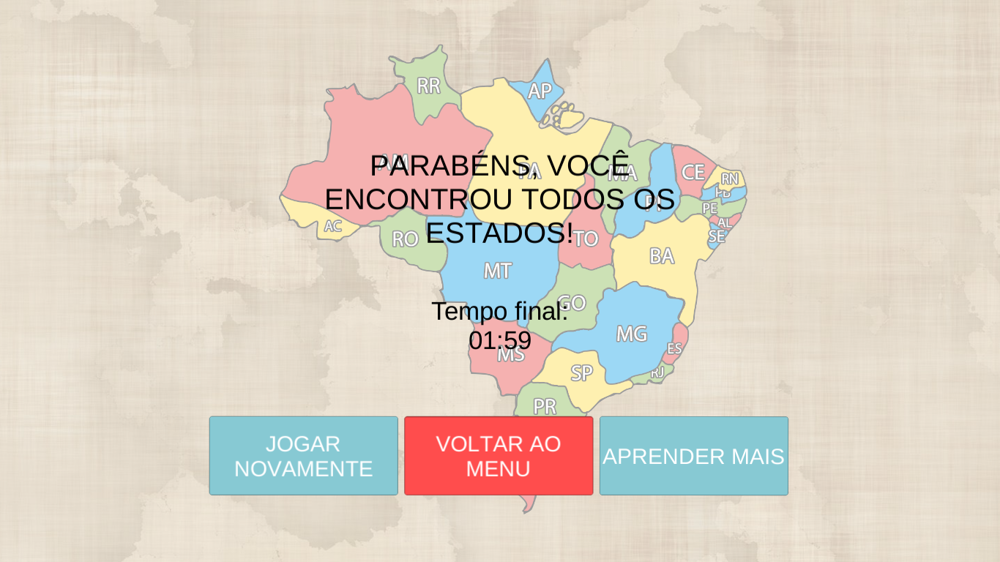 RR
AP
AM
PA
MA
CE
RN
PB
PI
PE
AL
SE
AC
RO
TO
BA
MT
GO
MG
ES
MS
SP
RJ
PR
PARABÉNS, VOCÊ
ENCONTROU TODOS OS
ESTADOS!
Tempo final:
01:59
JOGAR
NOVAMENTE
VOLTAR AO
MENU
APRENDER MAIS